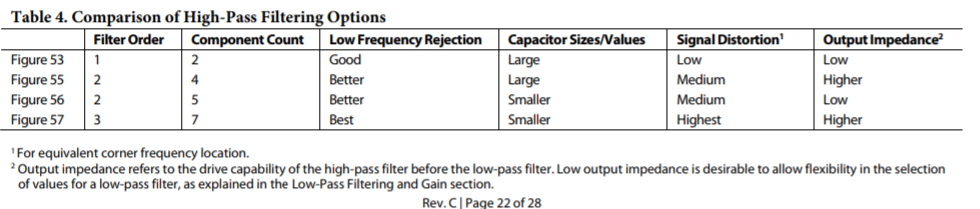 Table 4. Comparison of High-Pass Filtering Options
Filter Order Component Count Low Frequency Rejection Capacitor Sizes/Values Signal Distortion¹ Output Impedance²
Figure 53 1 2 Good Large Low Low
Figure 55 2 4 Better Large Medium Higher
Figure 56 2 5 Better Smaller Medium Low
Figure 57 3 7 Best Smaller Highest Higher
¹ For equivalent corner frequency location.
² Output impedance refers to the drive capability of the high-pass filter before the low-pass filter. Low output impedance is desirable to allow flexibility in the selection
of values for a low-pass filter, as explained in the Low-Pass Filtering and Gain section.
Rev. C | Page 22 of 28